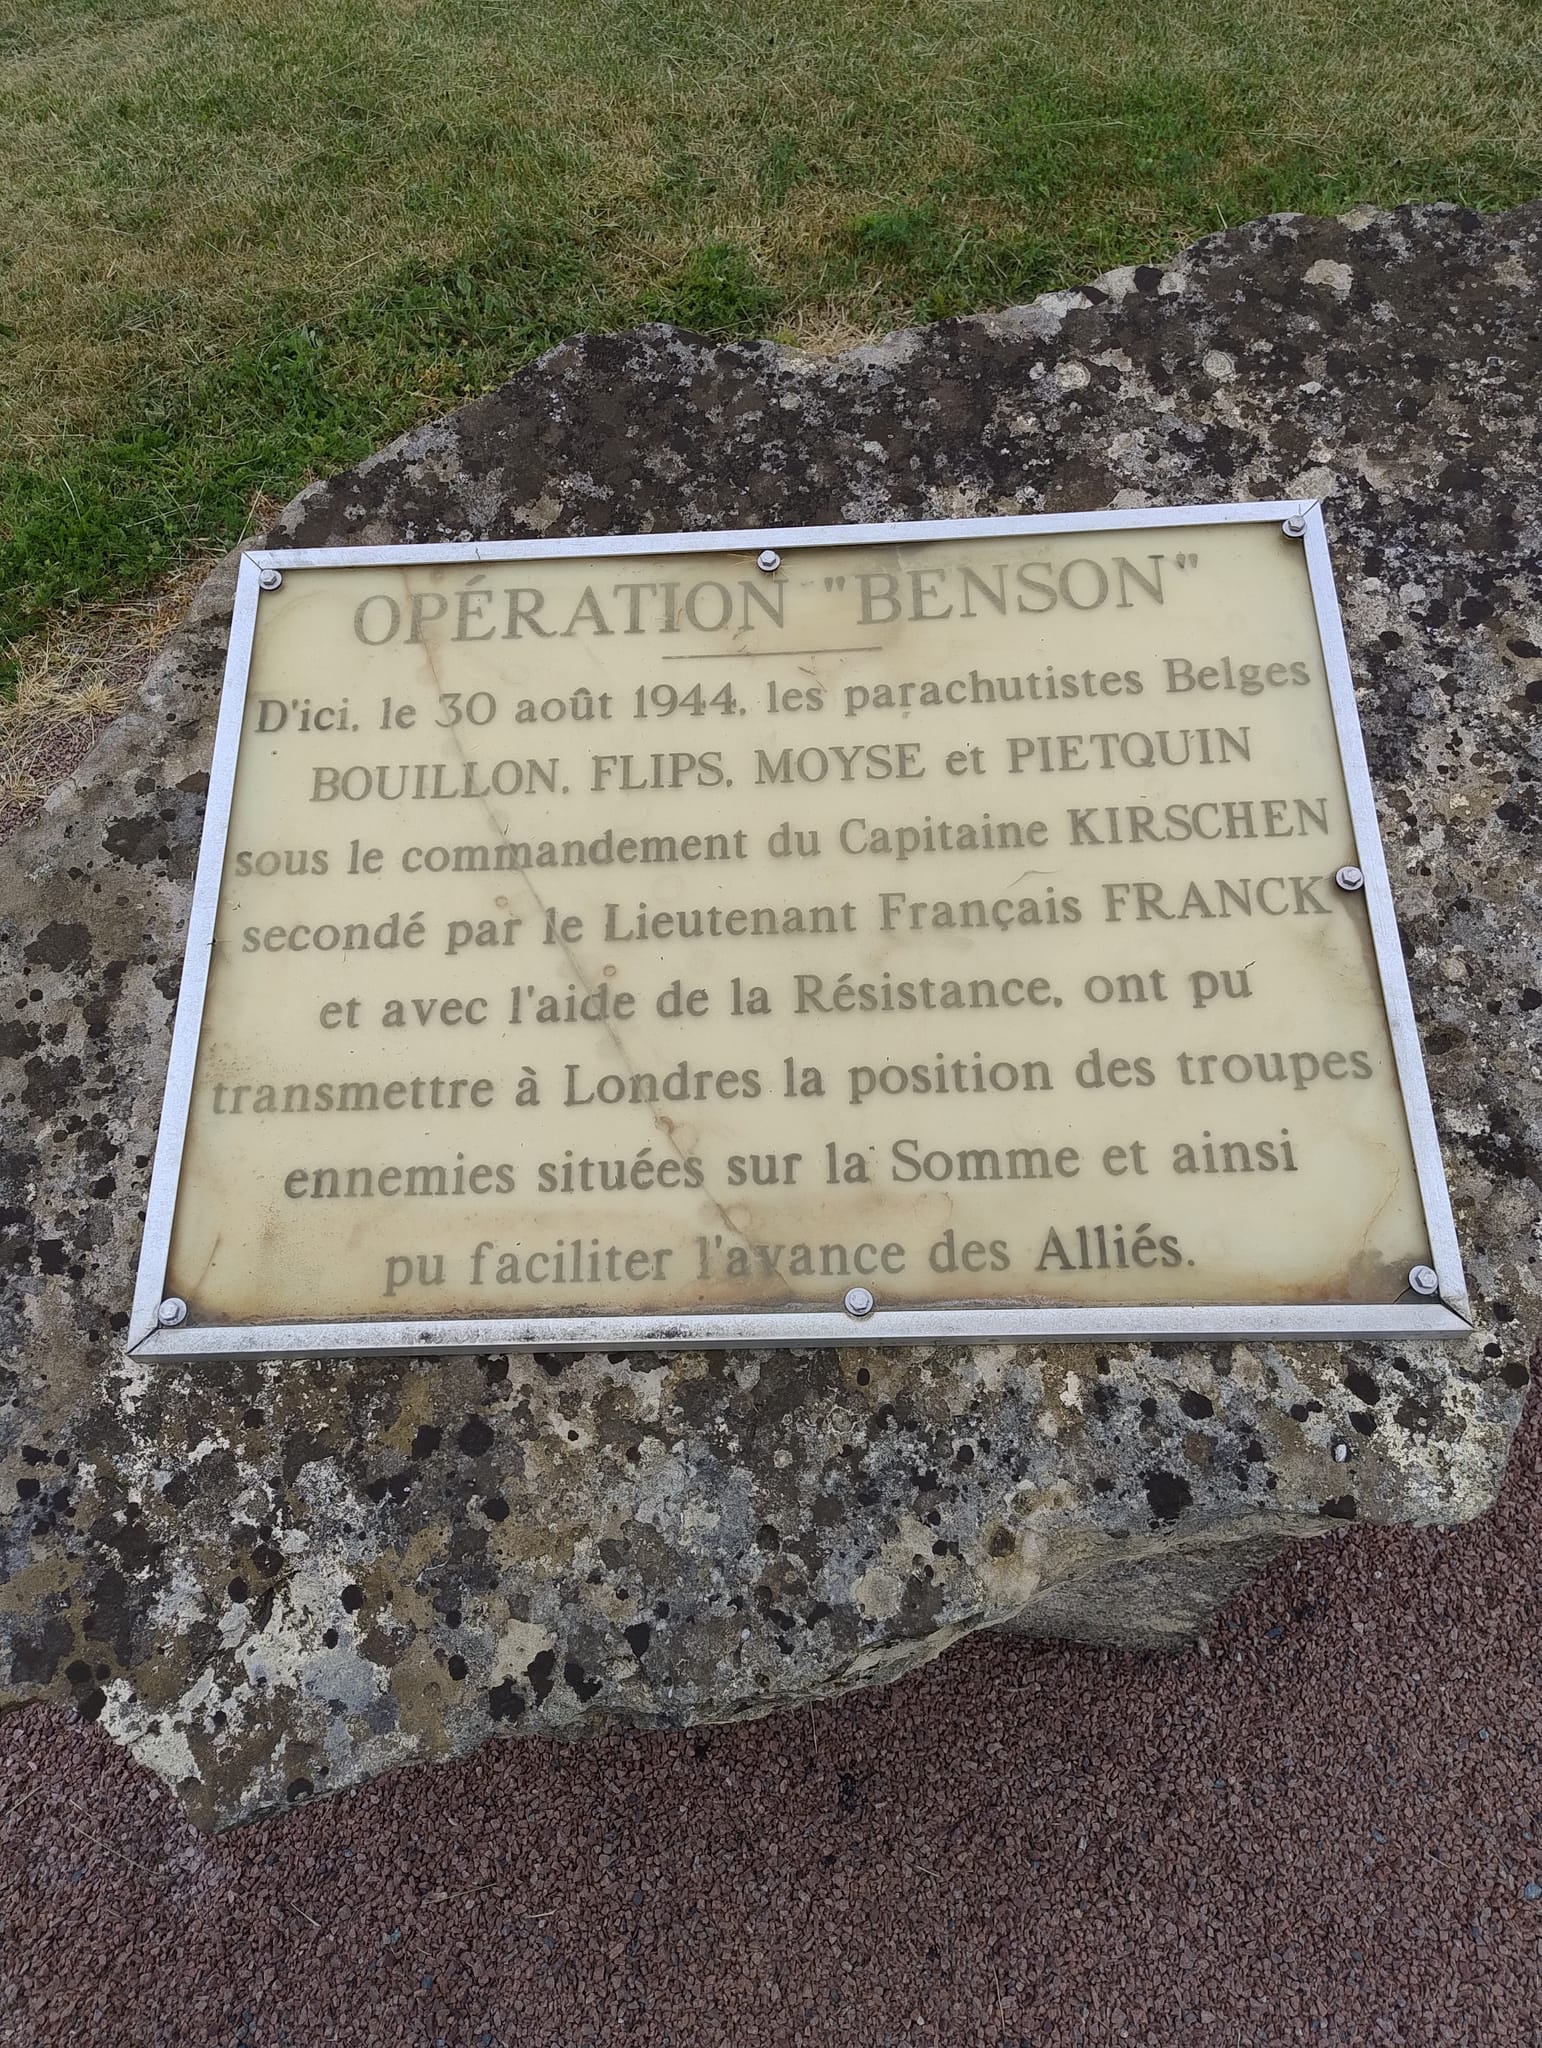 OPÉRATION "BENSON"
D'ici, le 30 août 1944, les parachutistes Belges
BOUILLON, FLIPS, MOYSE et PIETQUIN
sous le commandement du Capitaine KIRSCHEN
secondé par le Lieutenant Français FRANCK
et avec l'aide de la Résistance, ont pu
transmettre à Londres la position des troupes
ennemies situées sur la Somme et ainsi
pu faciliter l'avance des Alliés.